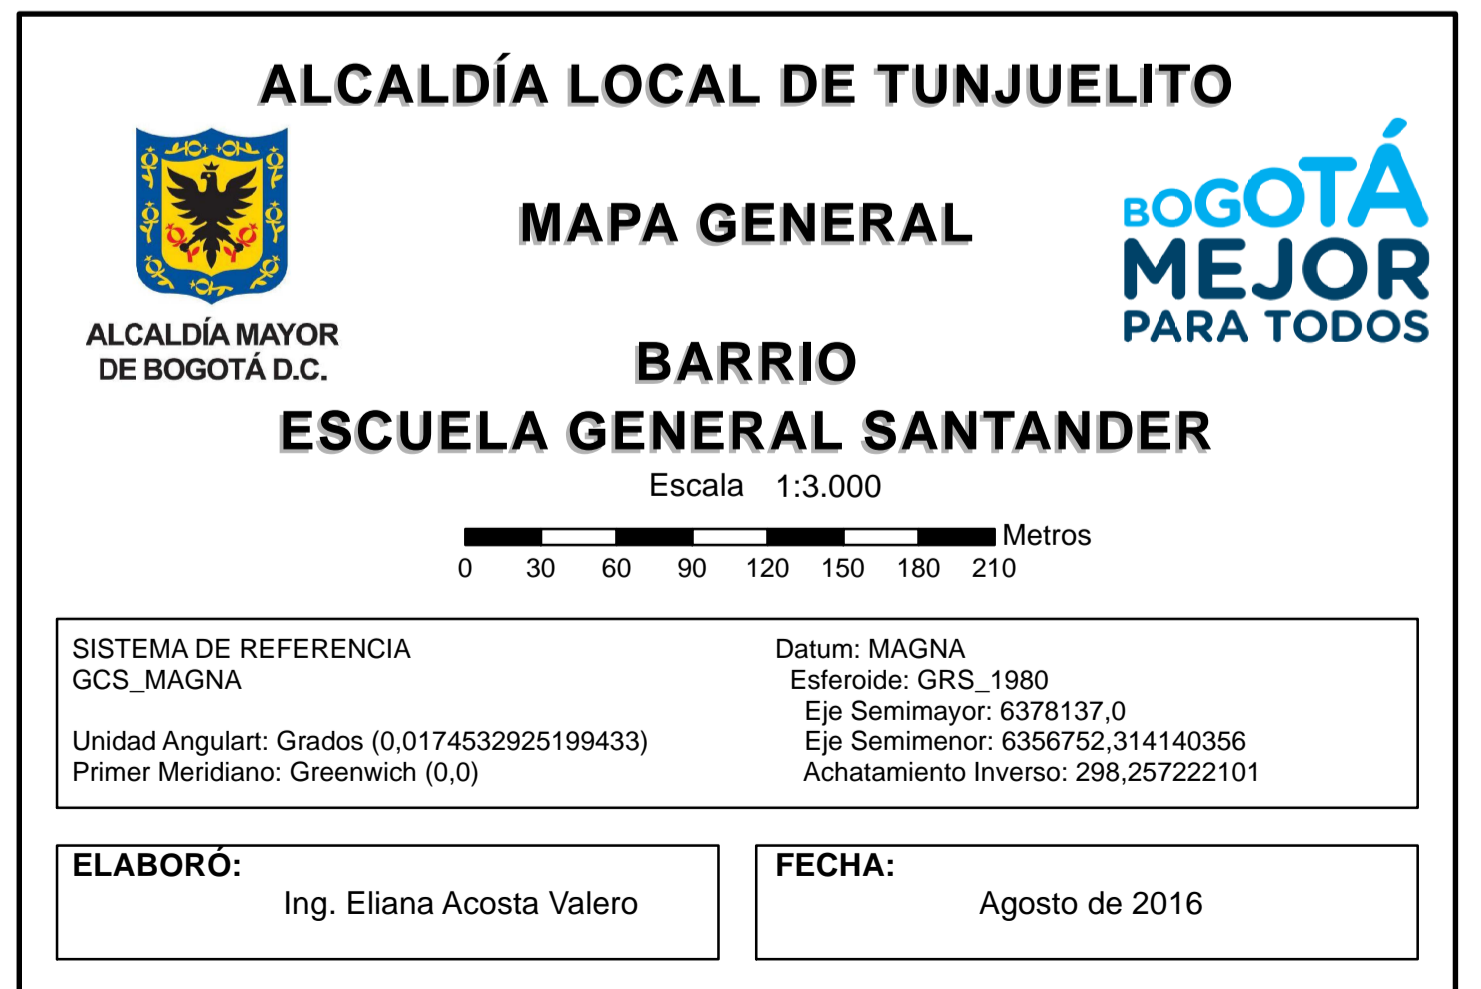 ALCALDÍA LOCAL DE TUNJUELITO
MAPA GENERAL
BOGOTÁ
MEJOR
PARA TODOS
ALCALDÍA MAYOR
DE BOGOTÁ D.C.
BARRIO
ESCUELA GENERAL SANTANDER
Escala 1:3.000
Metros
0 30 60 90 120 150 180 210
SISTEMA DE REFERENCIA
GCS_MAGNA
Unidad Angulart: Grados (0,0174532925199433)
Primer Meridiano: Greenwich (0,0)
Datum: MAGNA
Esferoide: GRS_1980
Eje Semimayor: 6378137,0
Eje Semimenor: 6356752,314140356
Achatamiento Inverso: 298,257222101
ELABORÓ:
Ing. Eliana Acosta Valero
FECHA:
Agosto de 2016